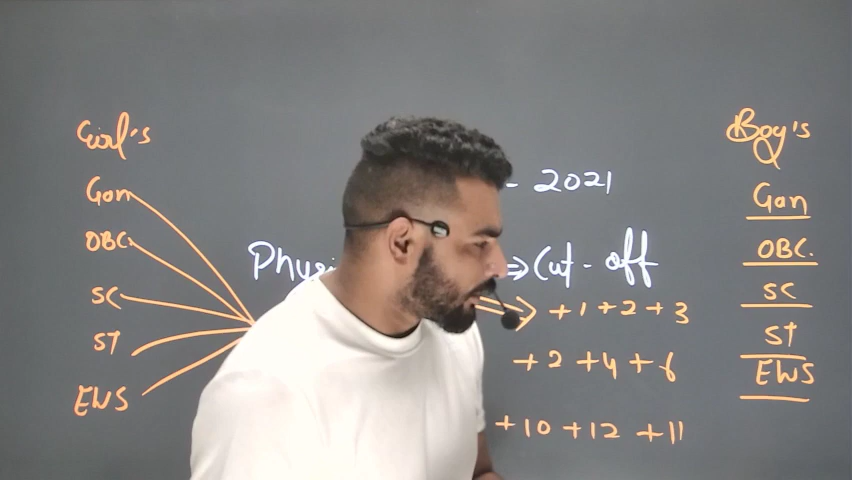 Girl's
Gen
OBC
SC
ST
EWS
- 2021
Physi
⇒ Cut-off
⇒ +1 +2 +3
+2 +4 +6
+10 +12 +11
Boy's
Gen
OBC.
SC
ST
EWS